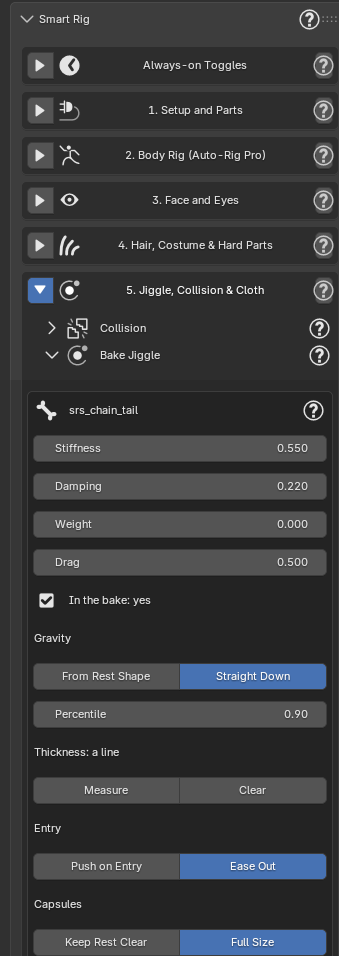 Smart Rig
Always-on Toggles
1. Setup and Parts
2. Body Rig (Auto-Rig Pro)
3. Face and Eyes
4. Hair, Costume & Hard Parts
5. Jiggle, Collision & Cloth
Collision
Bake Jiggle
srs_chain_tail
Stiffness 0.550
Damping 0.220
Weight 0.000
Drag 0.500
In the bake: yes
Gravity
From Rest Shape Straight Down
Percentile 0.90
Thickness: a line
Measure Clear
Entry
Push on Entry Ease Out
Capsules
Keep Rest Clear Full Size